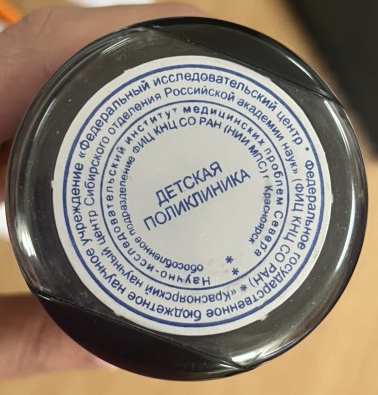 Федеральное государственное бюджетное научное учреждение «Федеральный исследовательский центр *
«Красноярский научный центр Сибирского отделения Российской академии наук» (ФИЦ КНЦ СО РАН) *
Научно-исследовательский институт медицинских проблем Севера *
обособленное подразделение ФИЦ КНЦ СО РАН (НИИ МПС) г. Красноярск *
ДЕТСКАЯ
ПОЛИКЛИНИКА